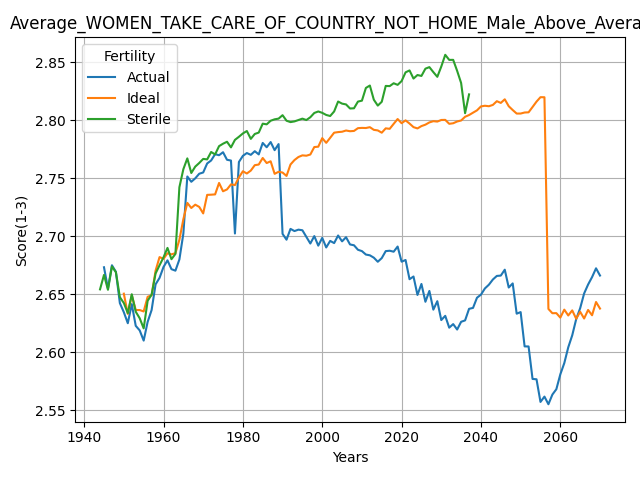 Average_WOMEN_TAKE_CARE_OF_COUNTRY_NOT_HOME_Male_Above_Avera
Fertility
Actual
Ideal
Sterile
Score(1-3)
2.85
2.80
2.75
2.70
2.65
2.60
2.55
1940 1960 1980 2000 2020 2040 2060
Years